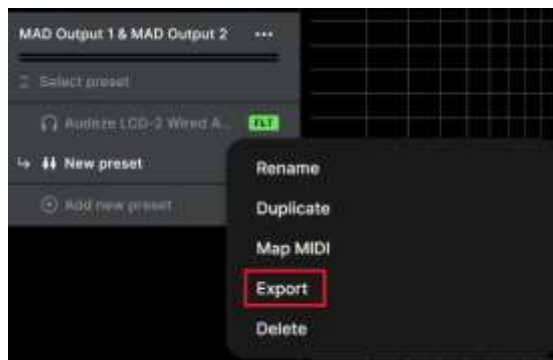 MAD Output 1 & MAD Output 2 •••
Select preset
Audeze LCD-2 Wired A... FLT
New preset
Add new preset
Rename
Duplicate
Map MIDI
Export
Delete